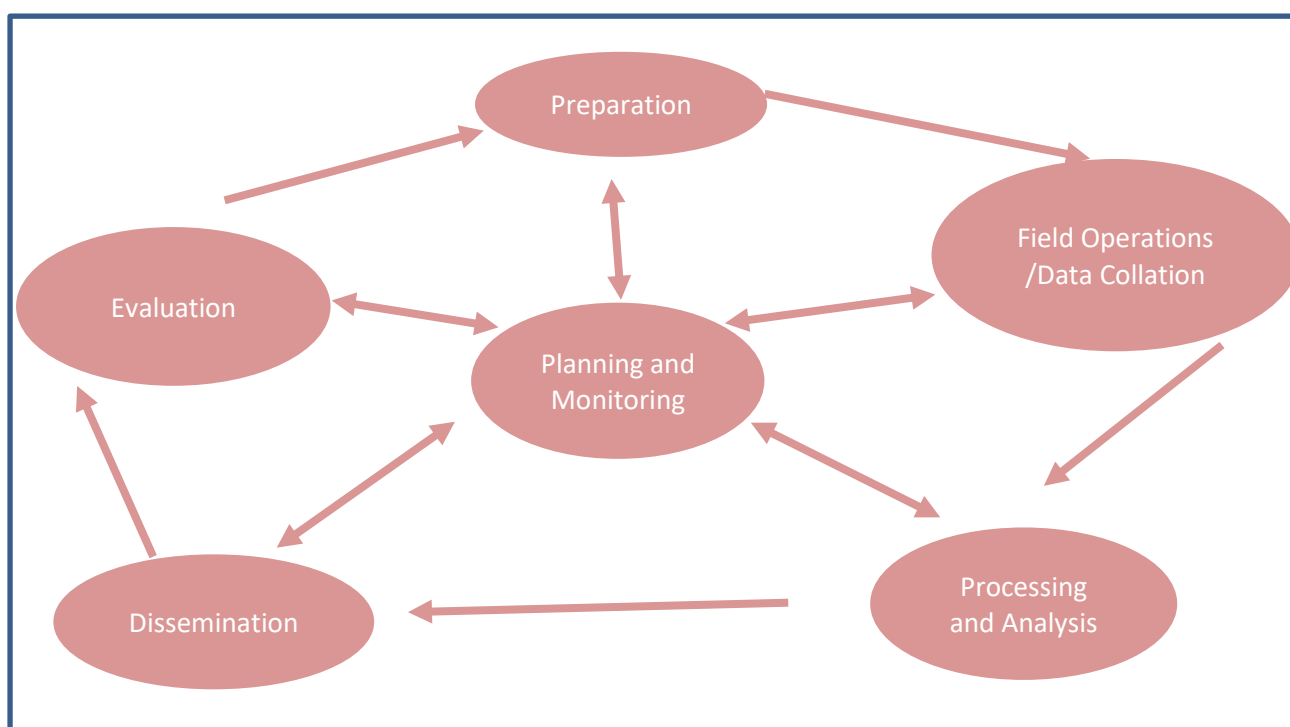 Preparation
Field Operations
/Data Collation
Evaluation
Planning and
Monitoring
Processing
and Analysis
Dissemination